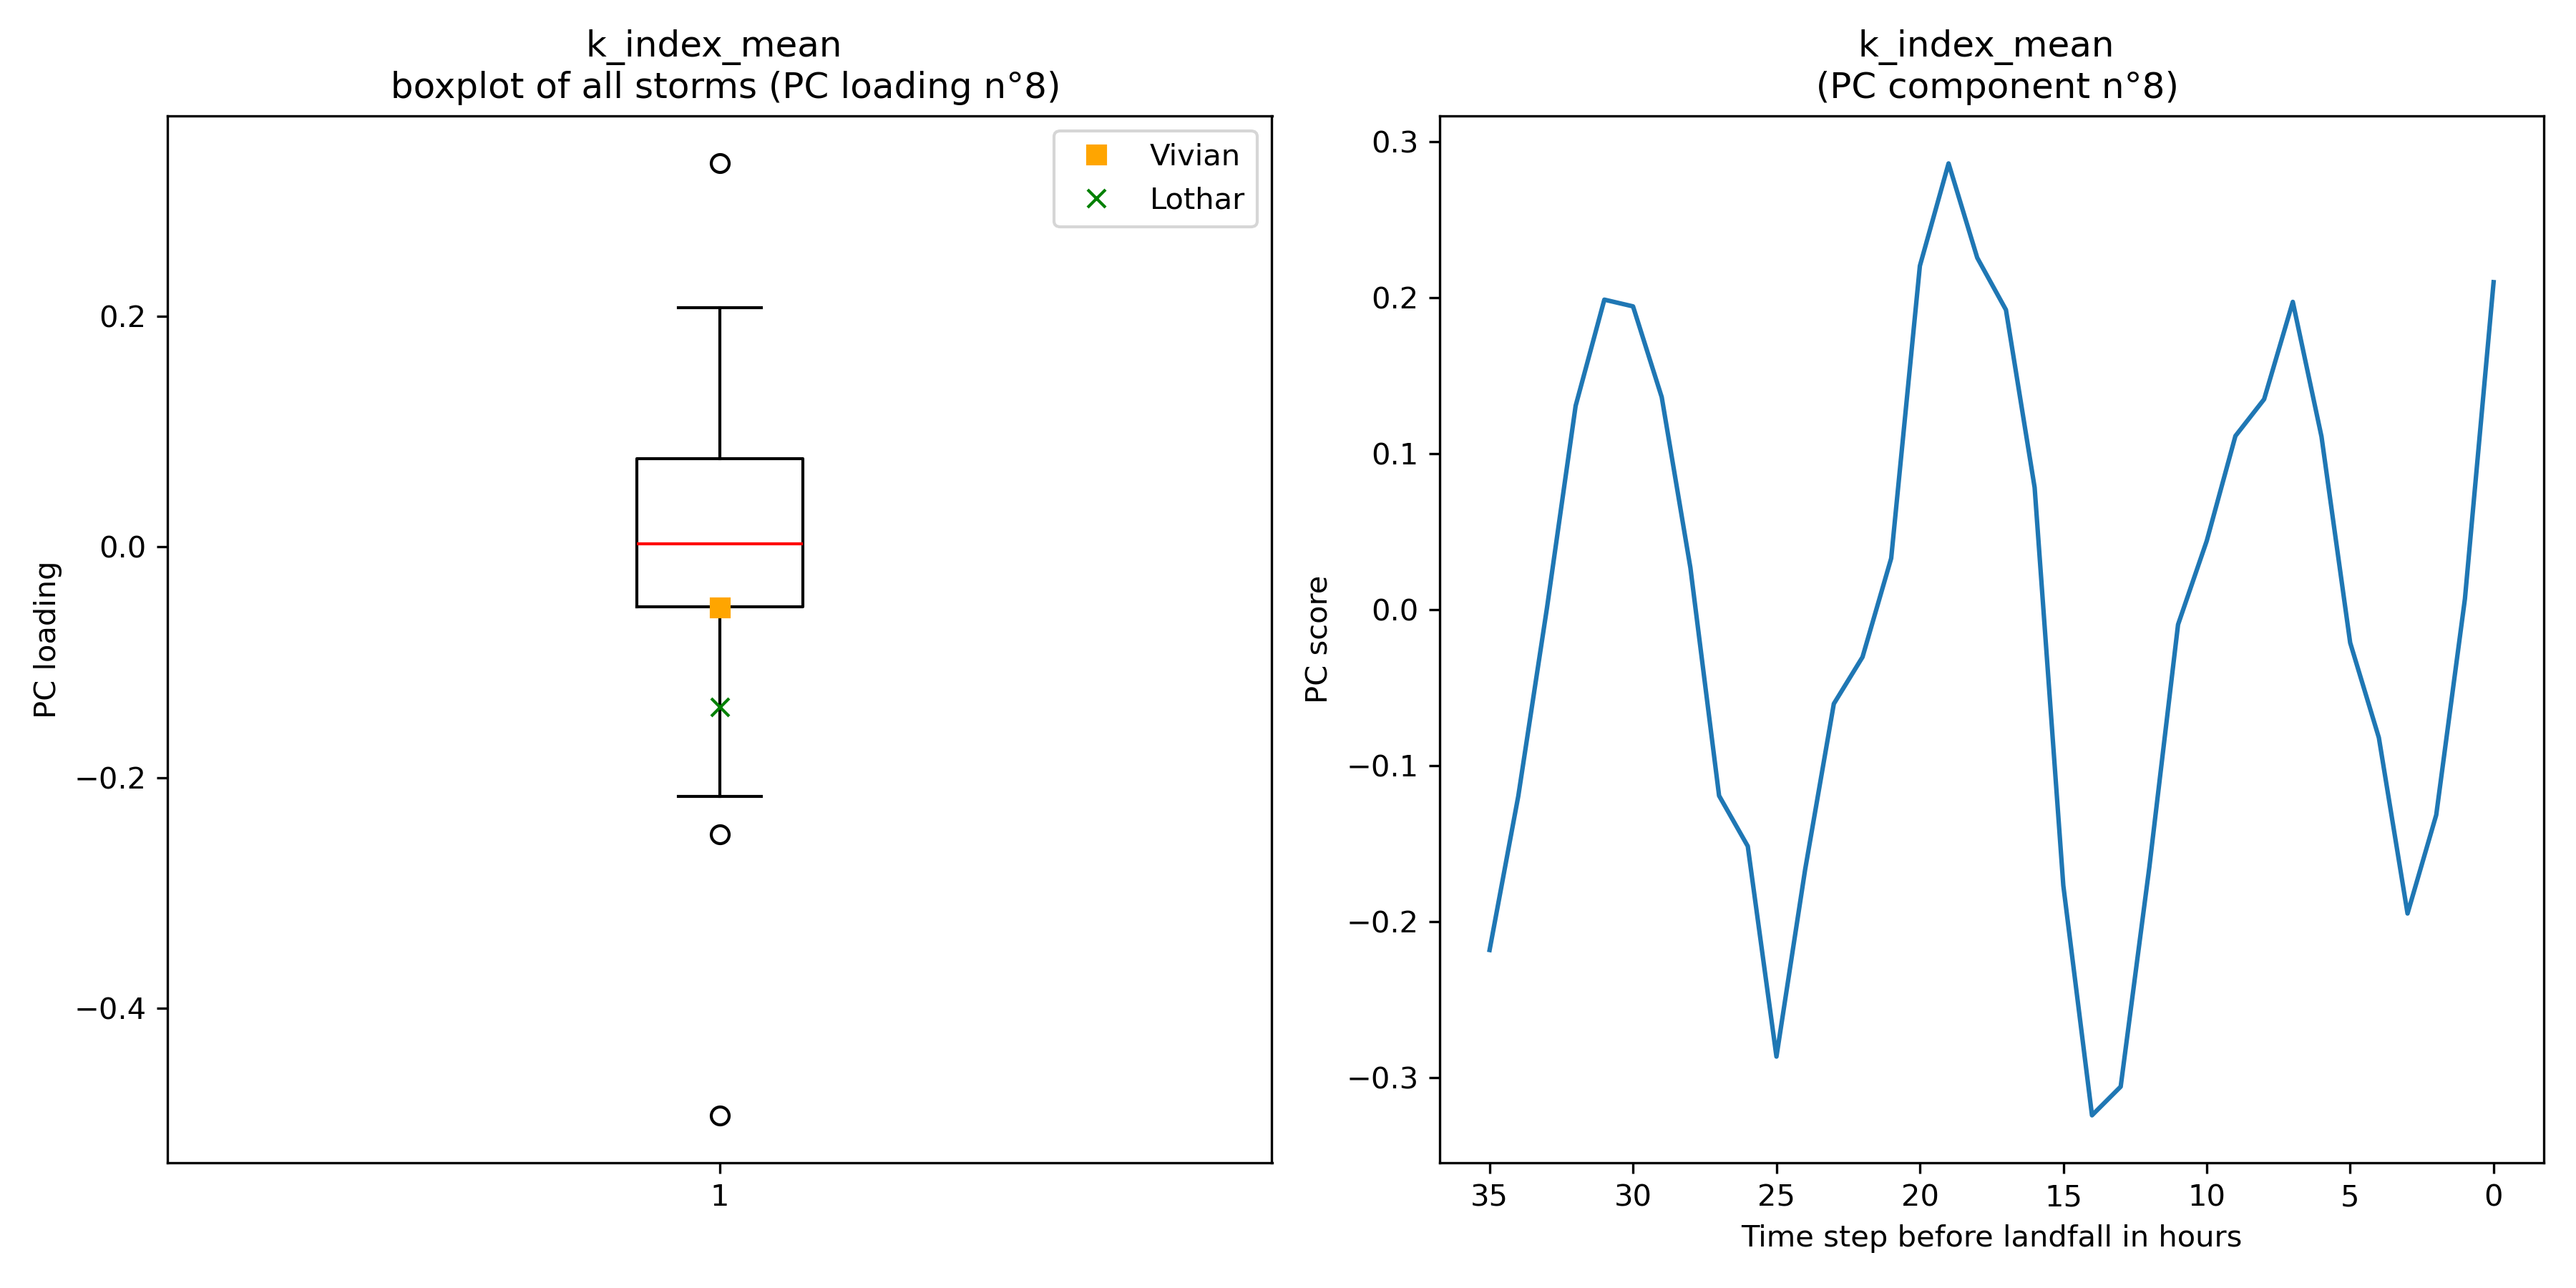 k_index_mean
boxplot of all storms (PC loading n°8)
Vivian
Lothar
0.2
0.0
−0.2
−0.4
PC loading
1
k_index_mean
(PC component n°8)
0.3
0.2
0.1
0.0
−0.1
−0.2
−0.3
PC score
35 30 25 20 15 10 5 0
Time step before landfall in hours